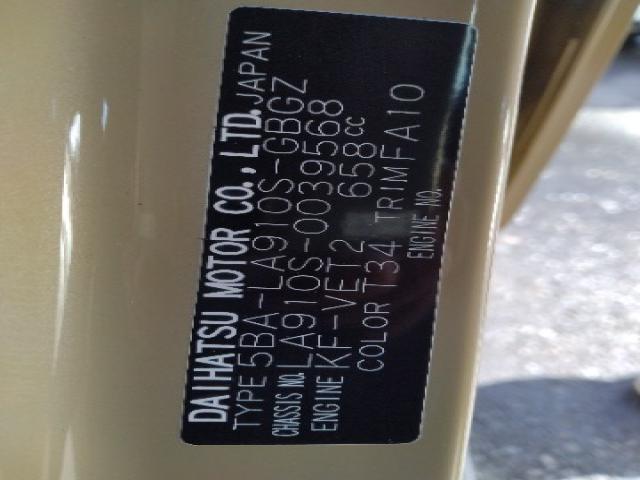 DAIHATSU MOTOR CO., LTD. JAPAN
TYPE 5BA-LA910S-GBGZ
CHASSIS NO. LA910S-0039568
ENGINE KF-VET2 658cc
COLOR T34 TRIM FA10
ENGINE NO.